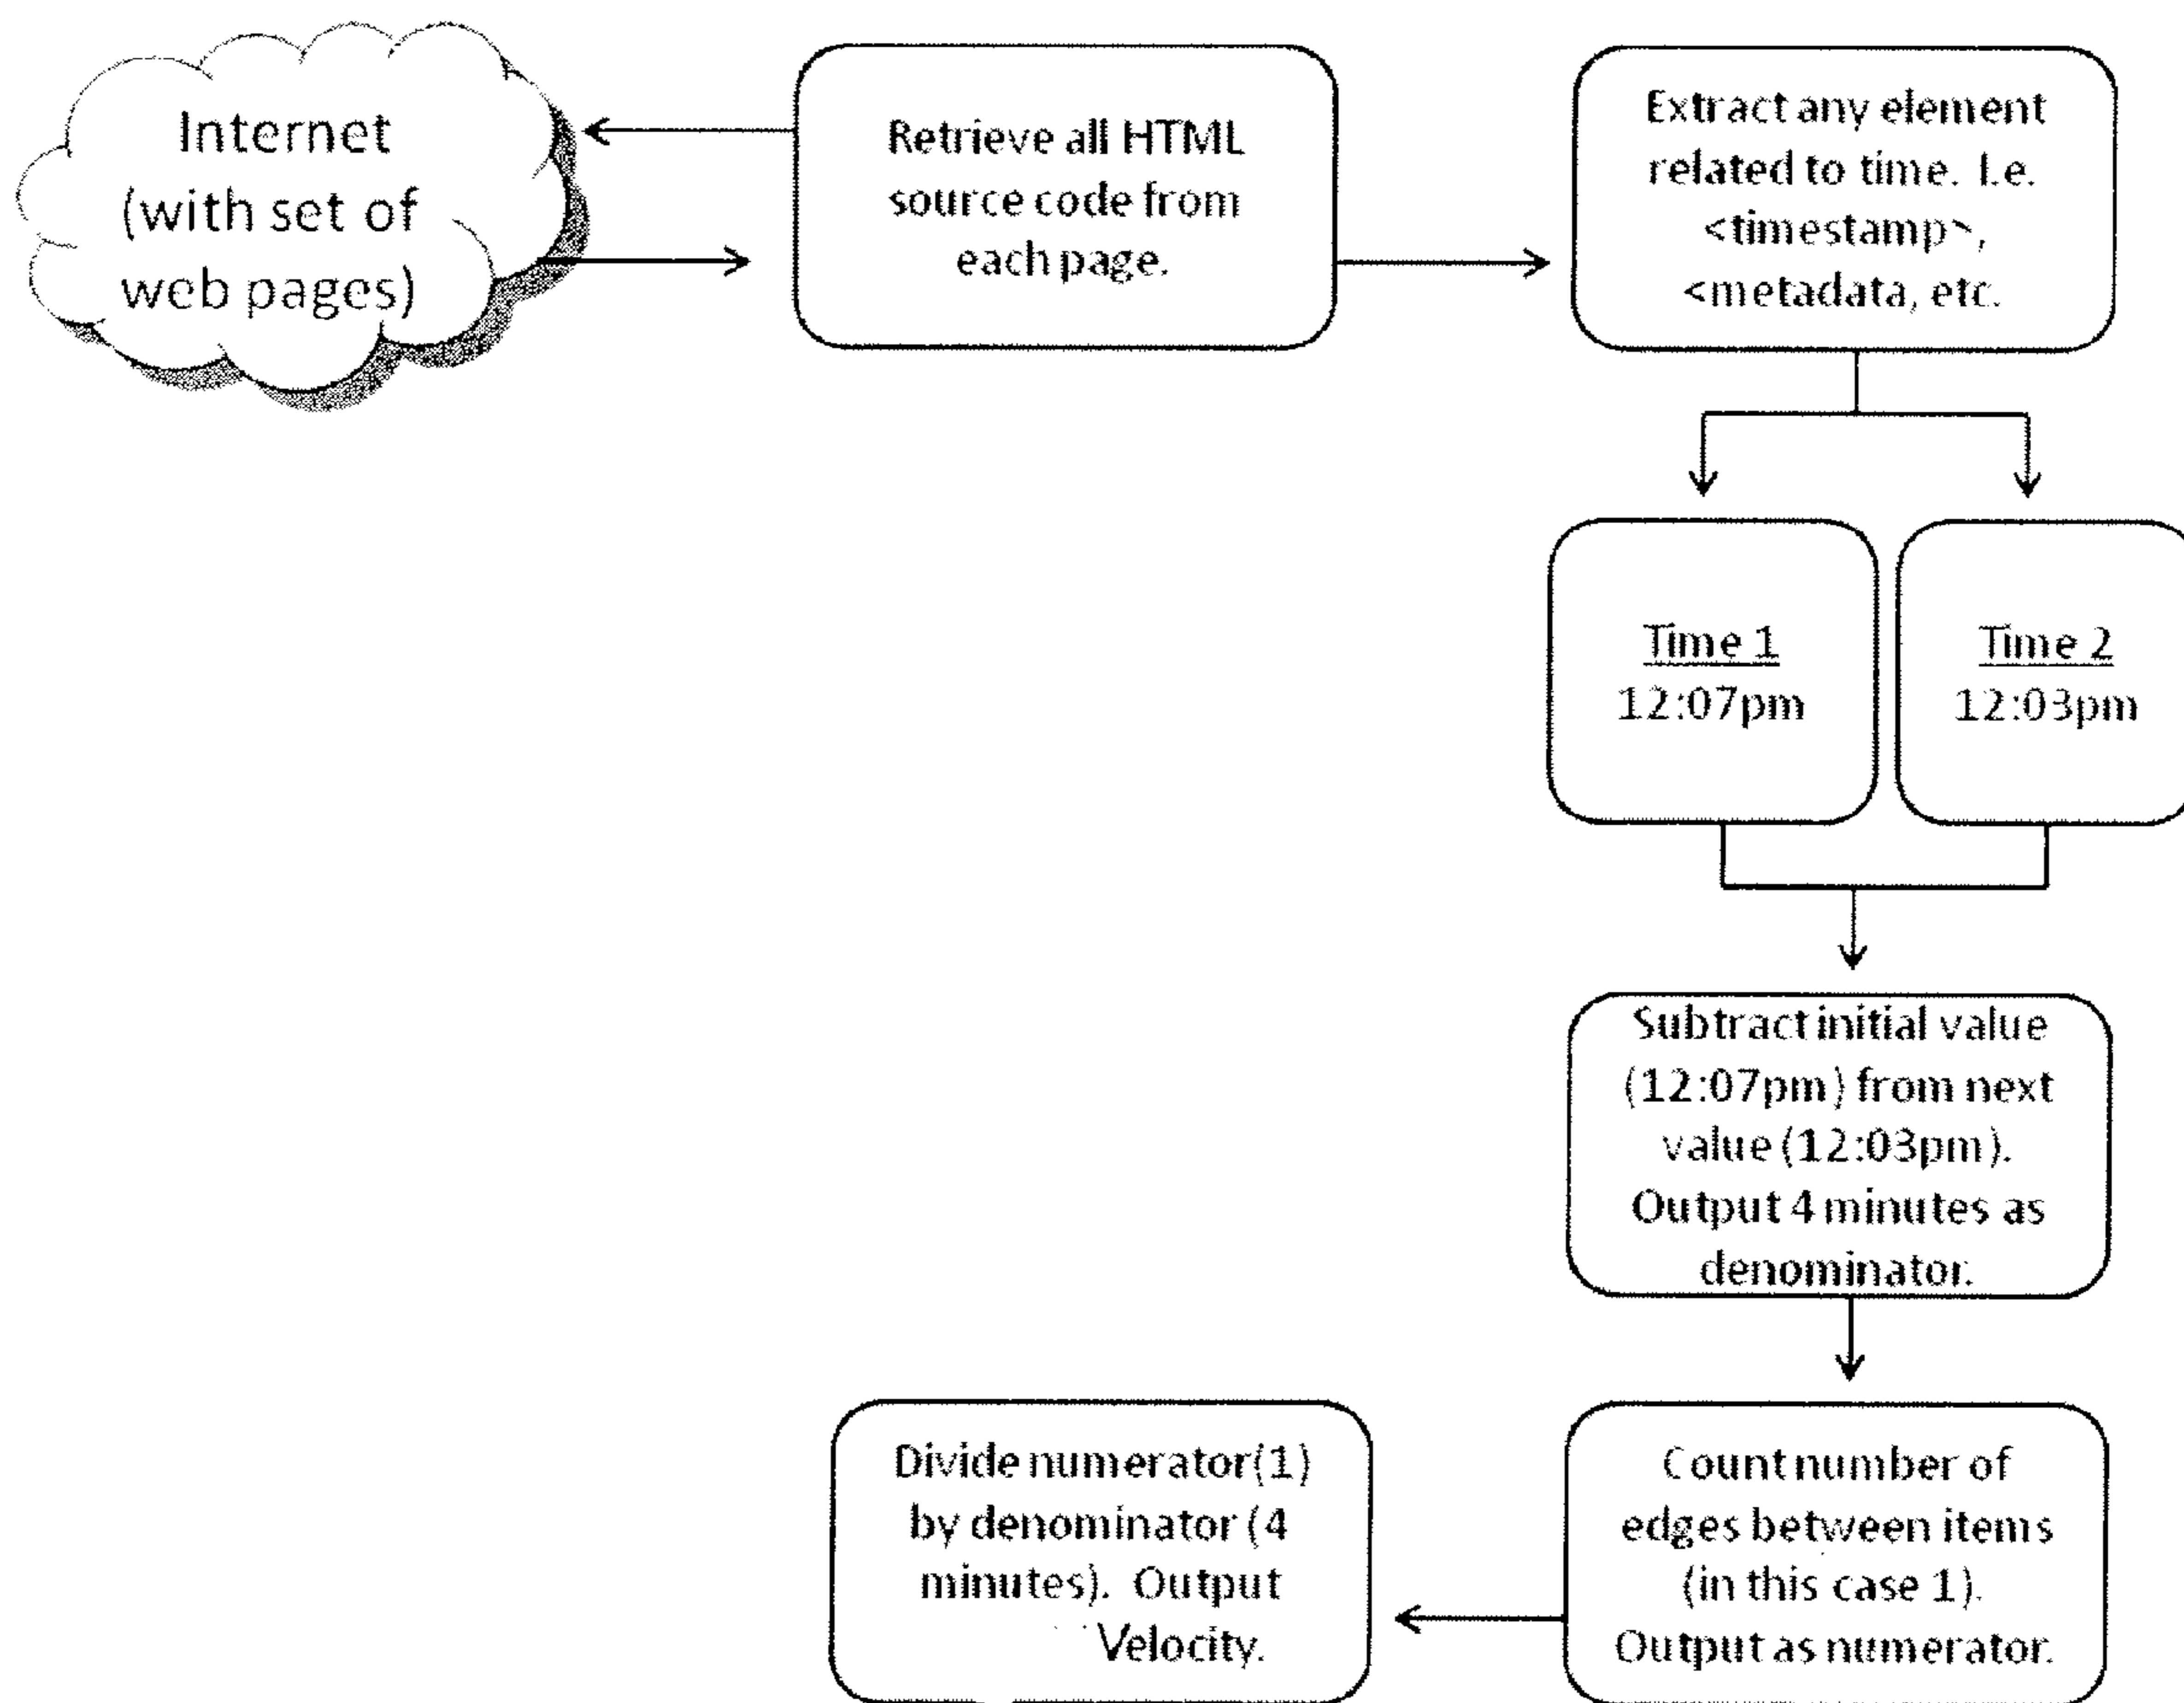 Internet
(with set of
web pages)
Retrieve all HTML
source code from
each page.
Extract any element
related to time. I.e.
<timestamp>,
<metadata, etc.
Time 1
12:07pm
Time 2
12:03pm
Subtract initial value
(12:07pm) from next
value (12:03pm).
Output 4 minutes as
denominator.
Count number of
edges between items
(in this case 1).
Output as numerator.
Divide numerator(1)
by denominator (4
minutes). Output
Velocity.